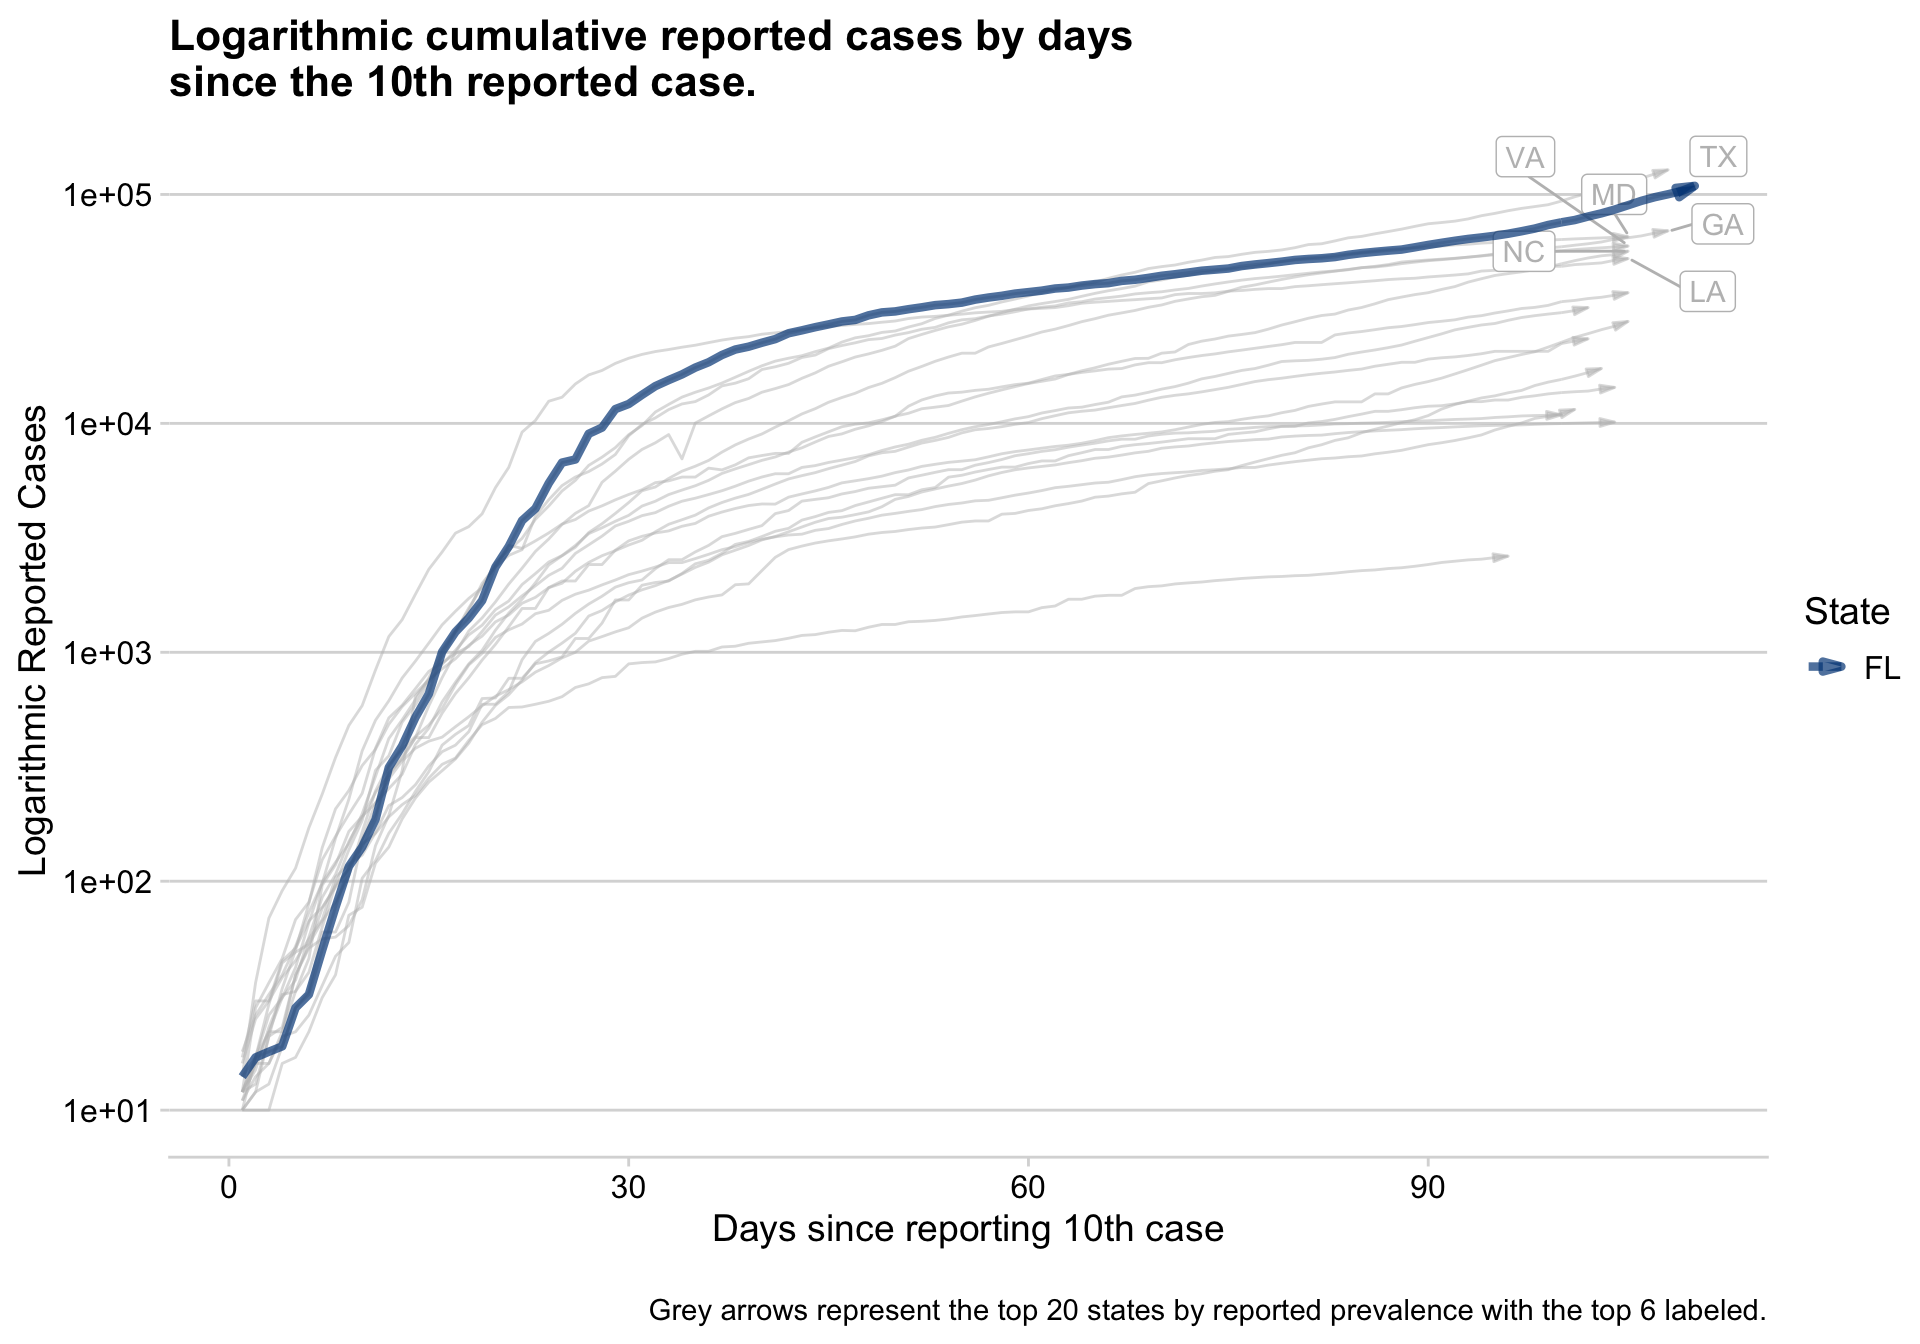 Logarithmic cumulative reported cases by days
since the 10th reported case.
VA
TX
MD
GA
NC
LA
1e+05
1e+04
1e+03
1e+02
1e+01
Logarithmic Reported Cases
0
30
60
90
Days since reporting 10th case
State
FL
Grey arrows represent the top 20 states by reported prevalence with the top 6 labeled.